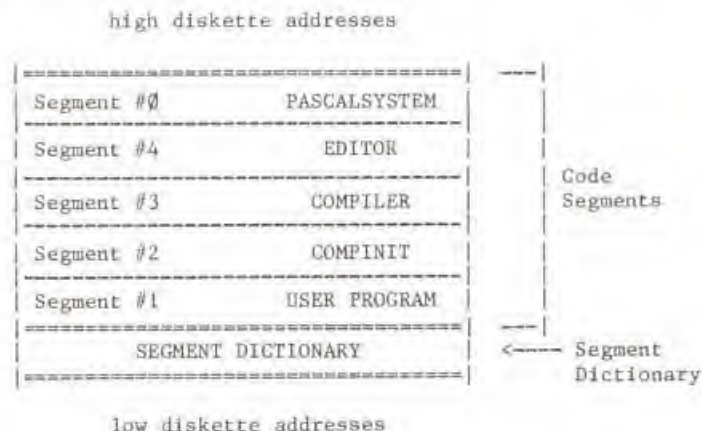 high diskette addresses
Segment #0 PASCALSYSTEM
Segment #4 EDITOR
Segment #3 COMPILER
Segment #2 COMPINIT
Segment #1 USER PROGRAM
Code
Segments
SEGMENT DICTIONARY
<---- Segment
Dictionary
low diskette addresses